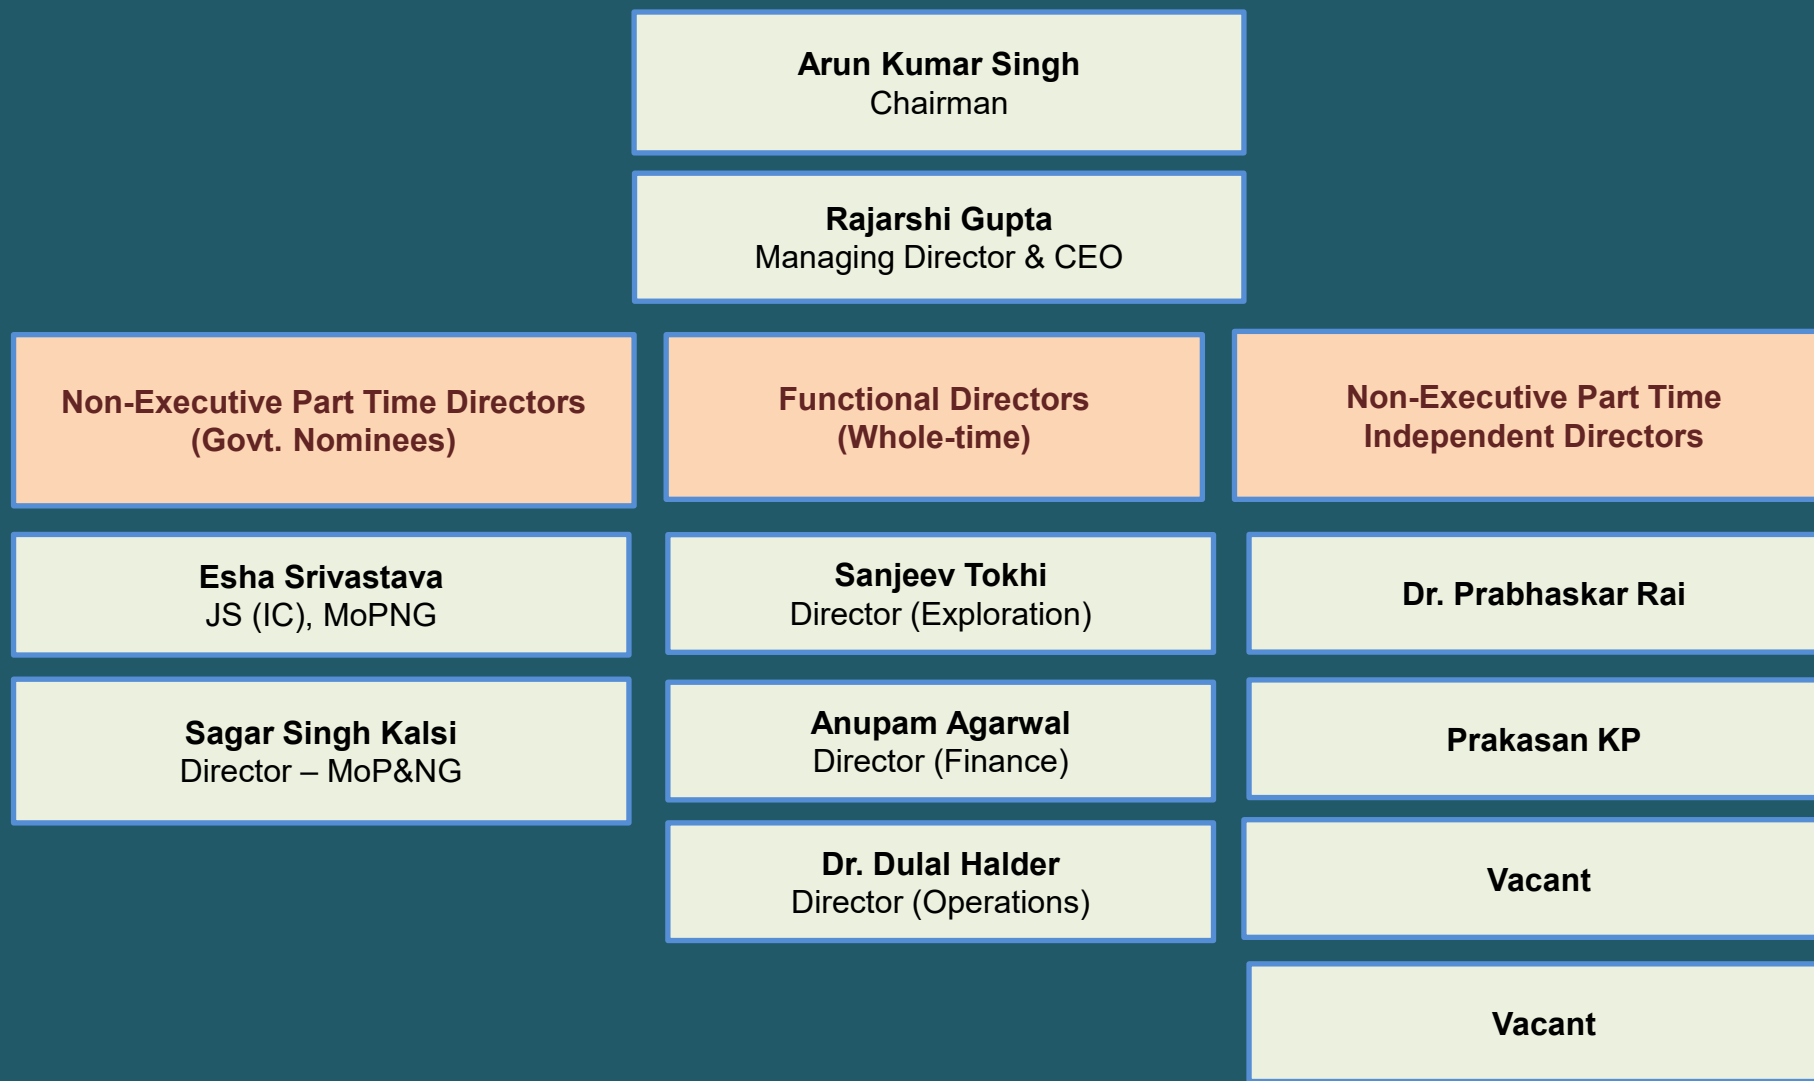 Arun Kumar Singh
Chairman
Rajarshi Gupta
Managing Director & CEO
Non-Executive Part Time Directors
(Govt. Nominees)
Esha Srivastava
JS (IC), MoPNG
Sagar Singh Kalsi
Director – MoP&NG
Functional Directors
(Whole-time)
Sanjeev Tokhi
Director (Exploration)
Anupam Agarwal
Director (Finance)
Dr. Dulal Halder
Director (Operations)
Non-Executive Part Time
Independent Directors
Dr. Prabhaskar Rai
Prakasan KP
Vacant
Vacant